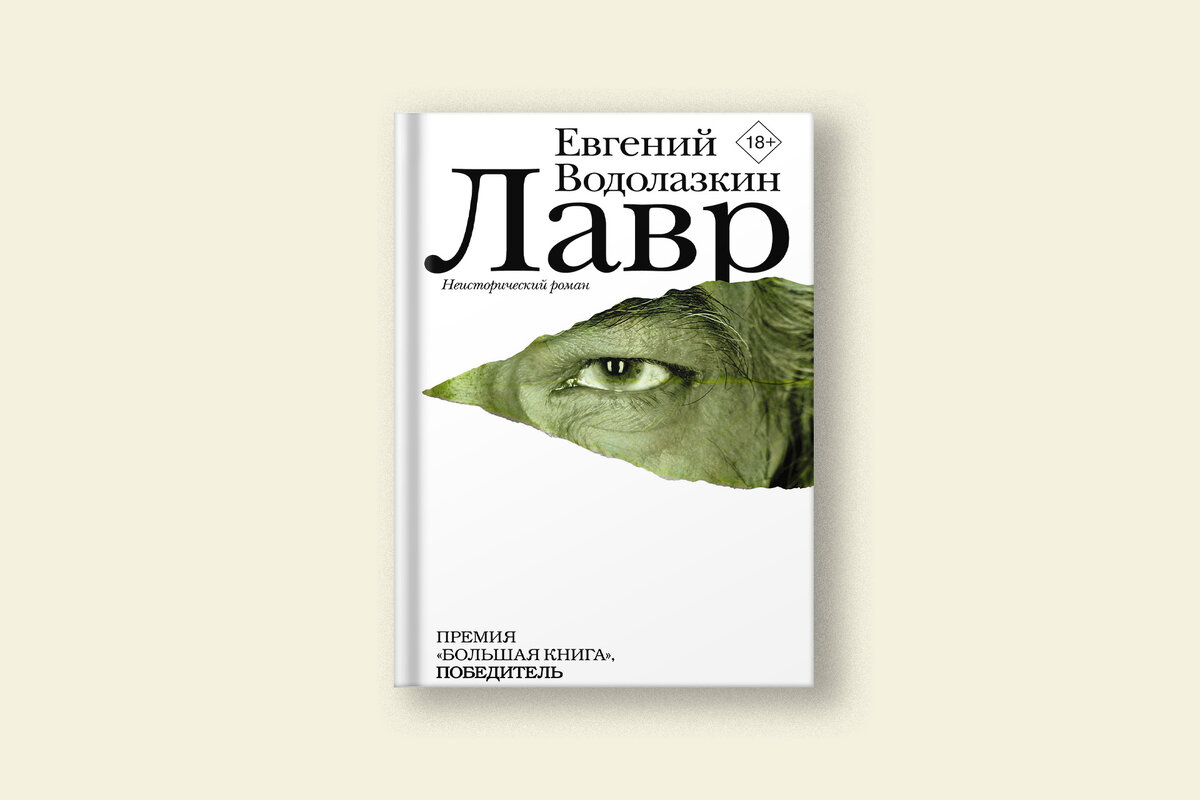 Евгений
Водолазкин
18+
Лавр
Неисторический роман
ПРЕМИЯ
«БОЛЬШАЯ КНИГА»,
ПОБЕДИТЕЛЬ